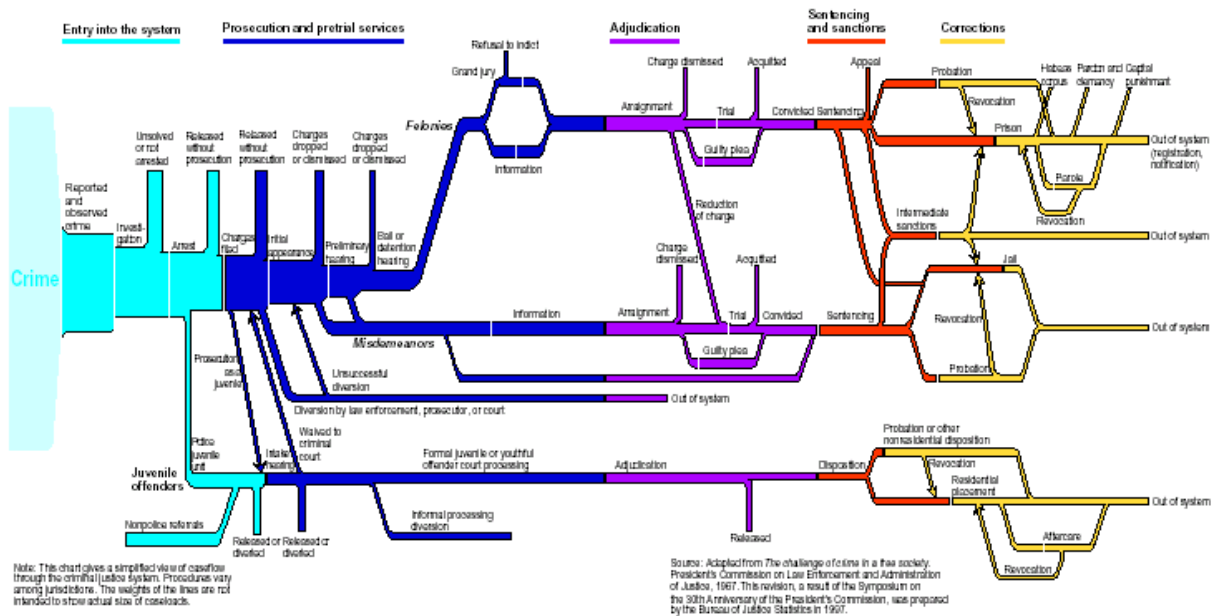 Entry into the system
Prosecution and pretrial services
Adjudication
Sentencing
and sanctions
Corrections
Refusal to indict
Grand jury
Felonies
Information
Charge dismissed
Acquitted
Arraignment
Trial
Convicted
Guilty plea
Sentencing
Appeal
Probation
Revocation
Habeas
corpus
Pardon and
clemency
Capital
punishment
Prison
Out of system
(registration,
notification)
Parole
Revocation
Unsolved
or not
arrested
Released
without
prosecution
Released
without
prosecution
Charges
dropped
or dismissed
Charges
dropped
or dismissed
Crime
Reported
and
observed
crime
Investi-
gation
Arrest
Charges
filed
Initial
appearance
Preliminary
hearing
Bail or
detention
hearing
Reduction
of charge
Intermediate
sanctions
Out of system
Charge
dismissed
Acquitted
Jail
Information
Misdemeanors
Arraignment
Trial
Convicted
Guilty plea
Sentencing
Revocation
Out of system
Probation
Prosecution
as a
juvenile
Unsuccessful
diversion
Diversion by law enforcement, prosecutor, or court
Out of system
Waived to
criminal
court
Police
juvenile
unit
Juvenile
offenders
Intake
hearing
Formal juvenile or youthful
offender court processing
Adjudication
Disposition
Probation or other
nonresidential disposition
Revocation
Residential
placement
Out of system
Nonpolice referrals
Released or
diverted
Released or
diverted
Informal processing
diversion
Released
Aftercare
Revocation
Note: This chart gives a simplified view of caseflow
through the criminal justice system. Procedures vary
among jurisdictions. The weights of the lines are not
intended to show actual size of caseloads.
Source: Adapted from The challenge of crime in a free society.
President's Commission on Law Enforcement and Administration
of Justice, 1967. This revision, a result of the Symposium on
the 30th Anniversary of the President's Commission, was prepared
by the Bureau of Justice Statistics in 1997.